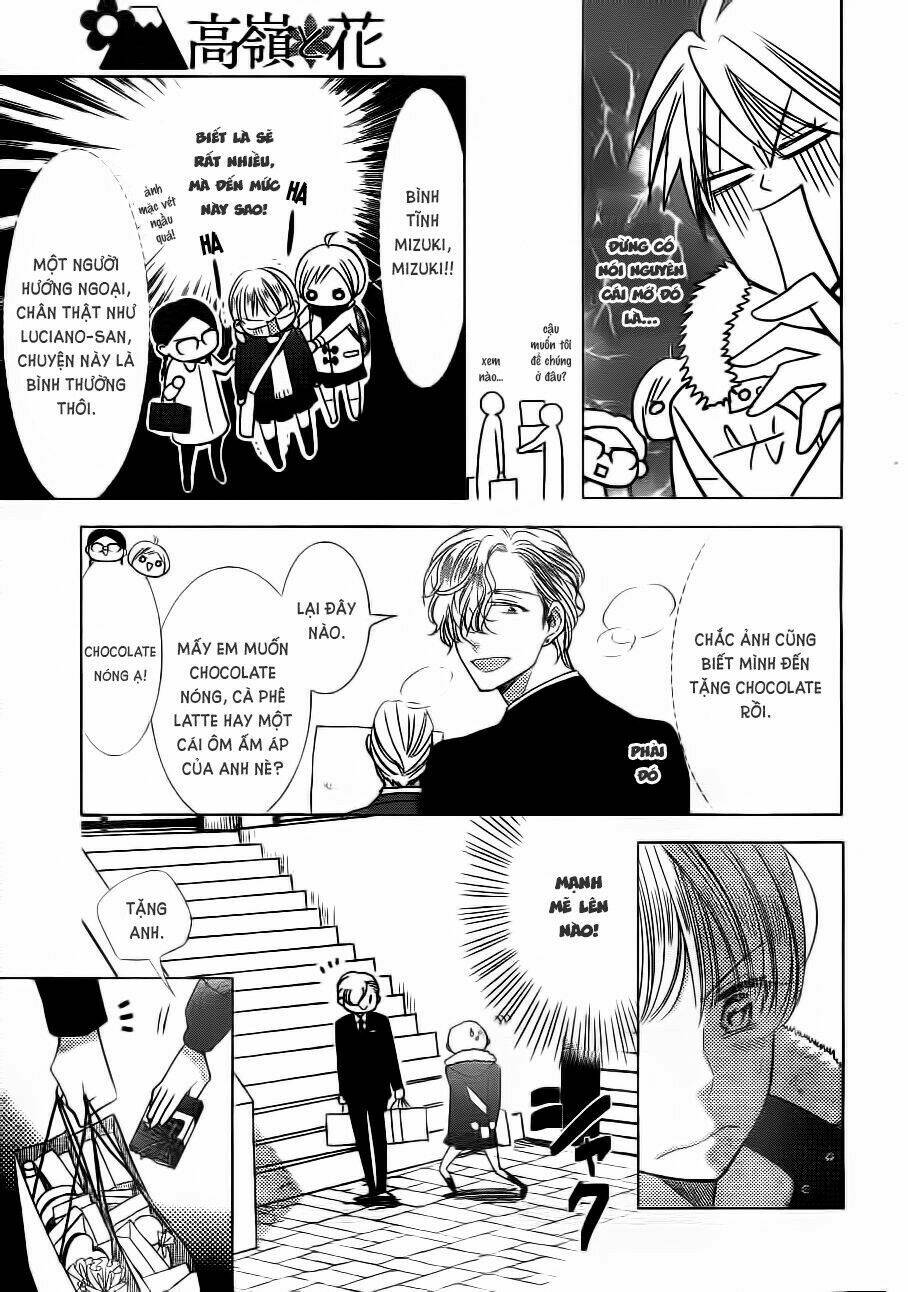 高嶺と花
ĐỪNG CÓ
NÓI NGUYÊN
CÁI MỚ ĐÓ
RA...
cậu
muốn tôi
để chúng
ở đâu?
xem
nào...
BÌNH
TĨNH
MIZUKI,
MIZUKI!!
BIẾT LÀ SẼ
RẤT NHIỀU,
MÀ ĐẾN MỨC
NÀY SAO!
HA
HA
ảnh
mặc vét
ngầu
quá!
MỘT NGƯỜI
HƯỚNG NGOẠI,
CHÂN THẬT NHƯ
LUCIANO-SAN,
CHUYỆN NÀY LÀ
BÌNH THƯỜNG
THÔI.
CHẮC ẢNH CŨNG
BIẾT MÌNH ĐẾN
TẶNG CHOCOLATE
RỒI.
PHẢI
ĐÓ
LẠI ĐÂY
NÀO.
MẤY EM MUỐN
CHOCOLATE
NÓNG, CÀ PHÊ
LATTE HAY MỘT
CÁI ÔM ẤM ÁP
CỦA ANH NÈ?
CHOCOLATE
NÓNG Ạ!
MẠNH
MẼ LÊN
NÀO!
TẶNG
ANH.